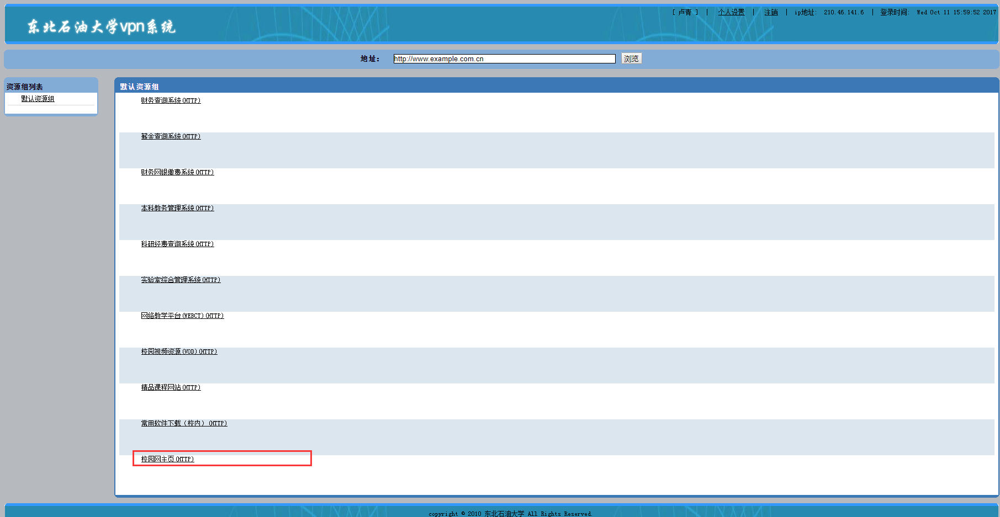 [ 卢青 ] | 个人设置 | 注销 | ip地址: 210.46.141.6 | 登录时间: Wed Oct 11 15:59:52 2017
东北石油大学vpn系统
地址： http://www.example.com.cn 浏览
资源组列表
默认资源组
默认资源组
财务查询系统(HTTP)
薪金查询系统(HTTP)
财务网银缴费系统(HTTP)
本科教务管理系统(HTTP)
科研经费查询系统(HTTP)
实验室综合管理系统(HTTP)
网络教学平台(WEBCT)(HTTP)
校园视频资源(VOD)(HTTP)
精品课程网站(HTTP)
常用软件下载（校内）(HTTP)
校园网主页(HTTP)
copyright © 2010 东北石油大学 All Rights Reserved.